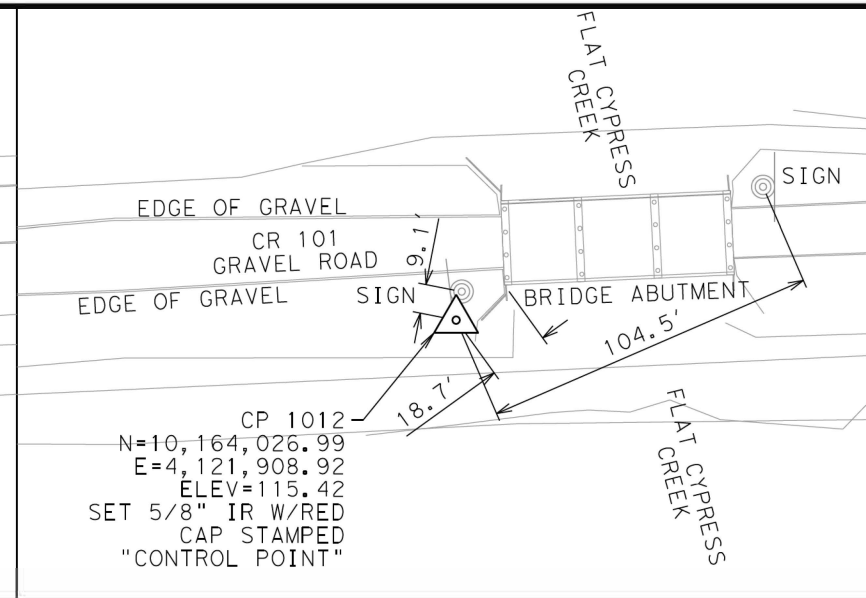 FLAT CYPRESS
CREEK
SIGN
EDGE OF GRAVEL
CR 101
GRAVEL ROAD
9.1'
EDGE OF GRAVEL
SIGN
BRIDGE ABUTMENT
104.5'
18.7'
CP 1012
N=10,164,026.99
E=4,121,908.92
ELEV=115.42
SET 5/8" IR W/RED
CAP STAMPED
"CONTROL POINT"
FLAT CYPRESS
CREEK